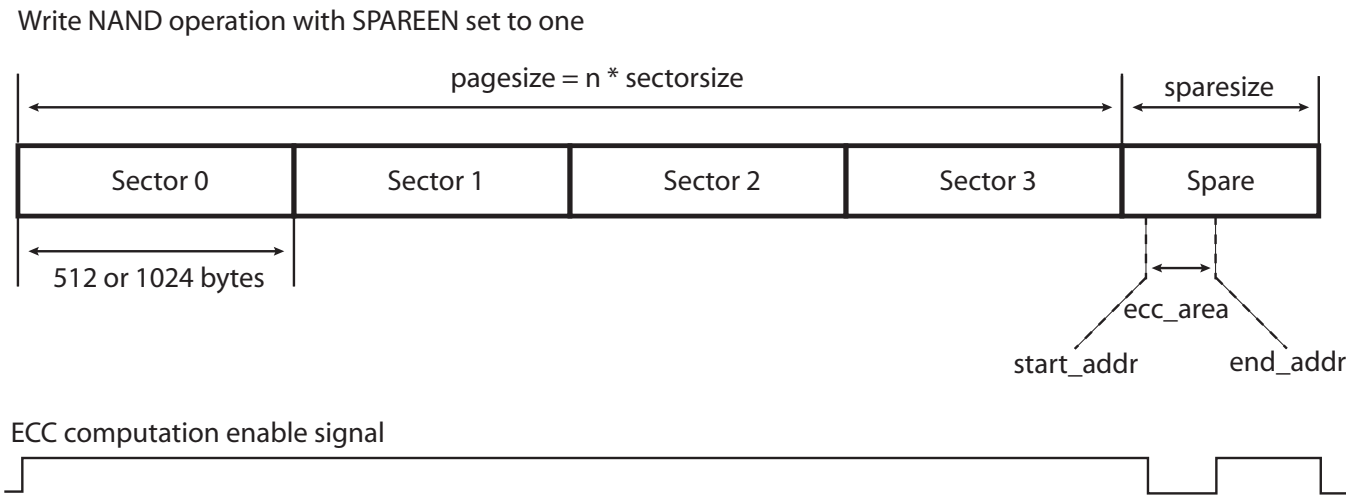 Write NAND operation with SPAREEN set to one
pagesize = n * sectorsize
sparesize
Sector 0
Sector 1
Sector 2
Sector 3
Spare
512 or 1024 bytes
ecc_area
start_addr
end_addr
ECC computation enable signal